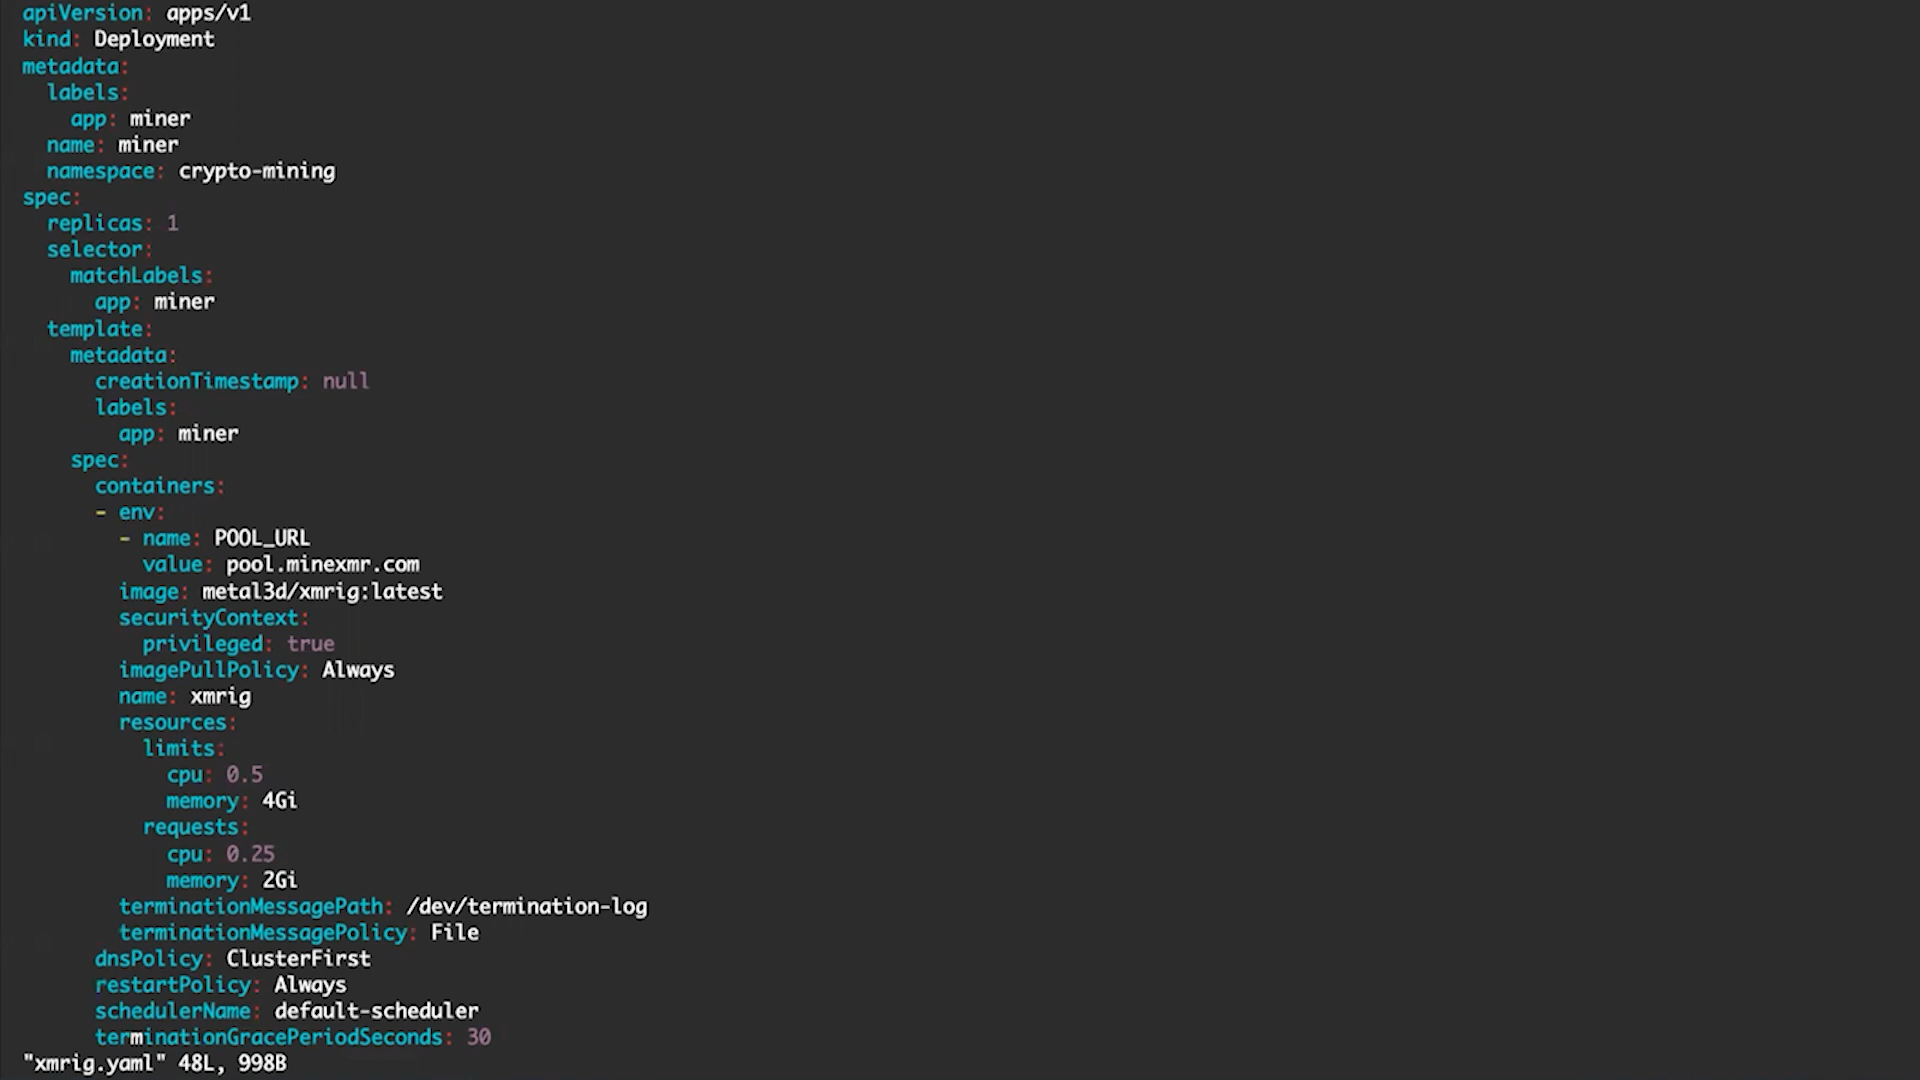 apiVersion: apps/v1
kind: Deployment
metadata:
  labels:
    app: miner
  name: miner
  namespace: crypto-mining
spec:
  replicas: 1
  selector:
    matchLabels:
      app: miner
  template:
    metadata:
      creationTimestamp: null
      labels:
        app: miner
    spec:
      containers:
      - env:
        - name: POOL_URL
          value: pool.minexmr.com
        image: metal3d/xmrig:latest
        securityContext:
          privileged: true
        imagePullPolicy: Always
        name: xmrig
        resources:
          limits:
            cpu: 0.5
            memory: 4Gi
          requests:
            cpu: 0.25
            memory: 2Gi
        terminationMessagePath: /dev/termination-log
        terminationMessagePolicy: File
      dnsPolicy: ClusterFirst
      restartPolicy: Always
      schedulerName: default-scheduler
      terminationGracePeriodSeconds: 30
"xmrig.yaml" 48L, 998B